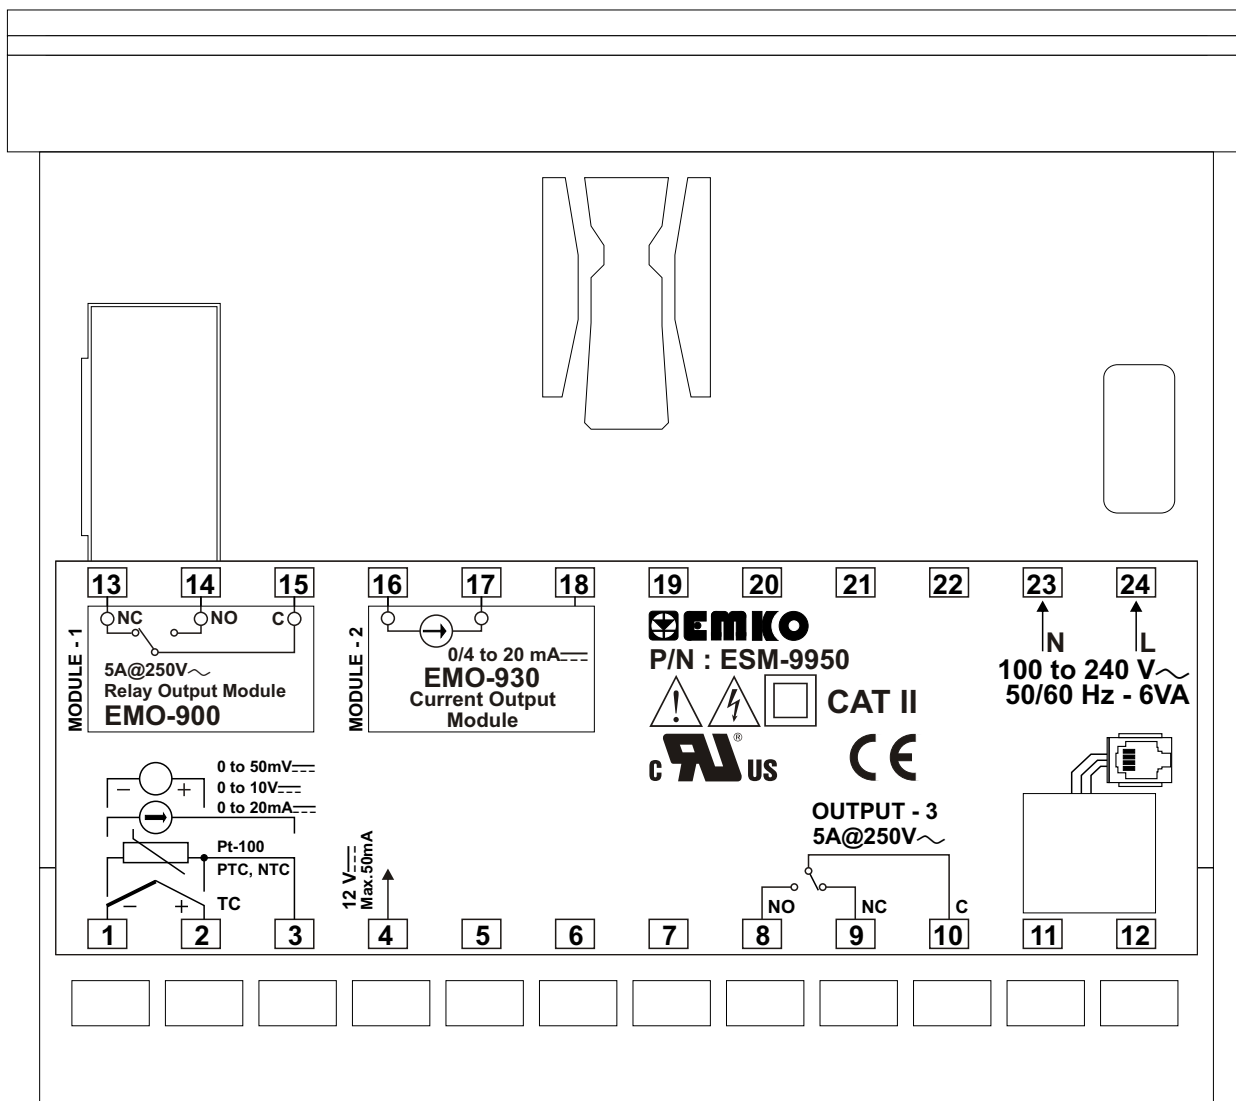 13 14 15 16 17 18 19 20 21 22 23 24
MODULE - 1
NC NO C
5A@250V~
Relay Output Module
EMO-900
MODULE - 2
0/4 to 20 mA
EMO-930
Current Output
Module
EMKO
P/N : ESM-9950
CAT II
C RU ® US
CE
N L
100 to 240 V~
50/60 Hz - 6VA
0 to 50mV
0 to 10V
0 to 20mA
− +
Pt-100
PTC, NTC
− + TC
12 V
Max.50mA
OUTPUT - 3
5A@250V~
NO NC C
1 2 3 4 5 6 7 8 9 10 11 12